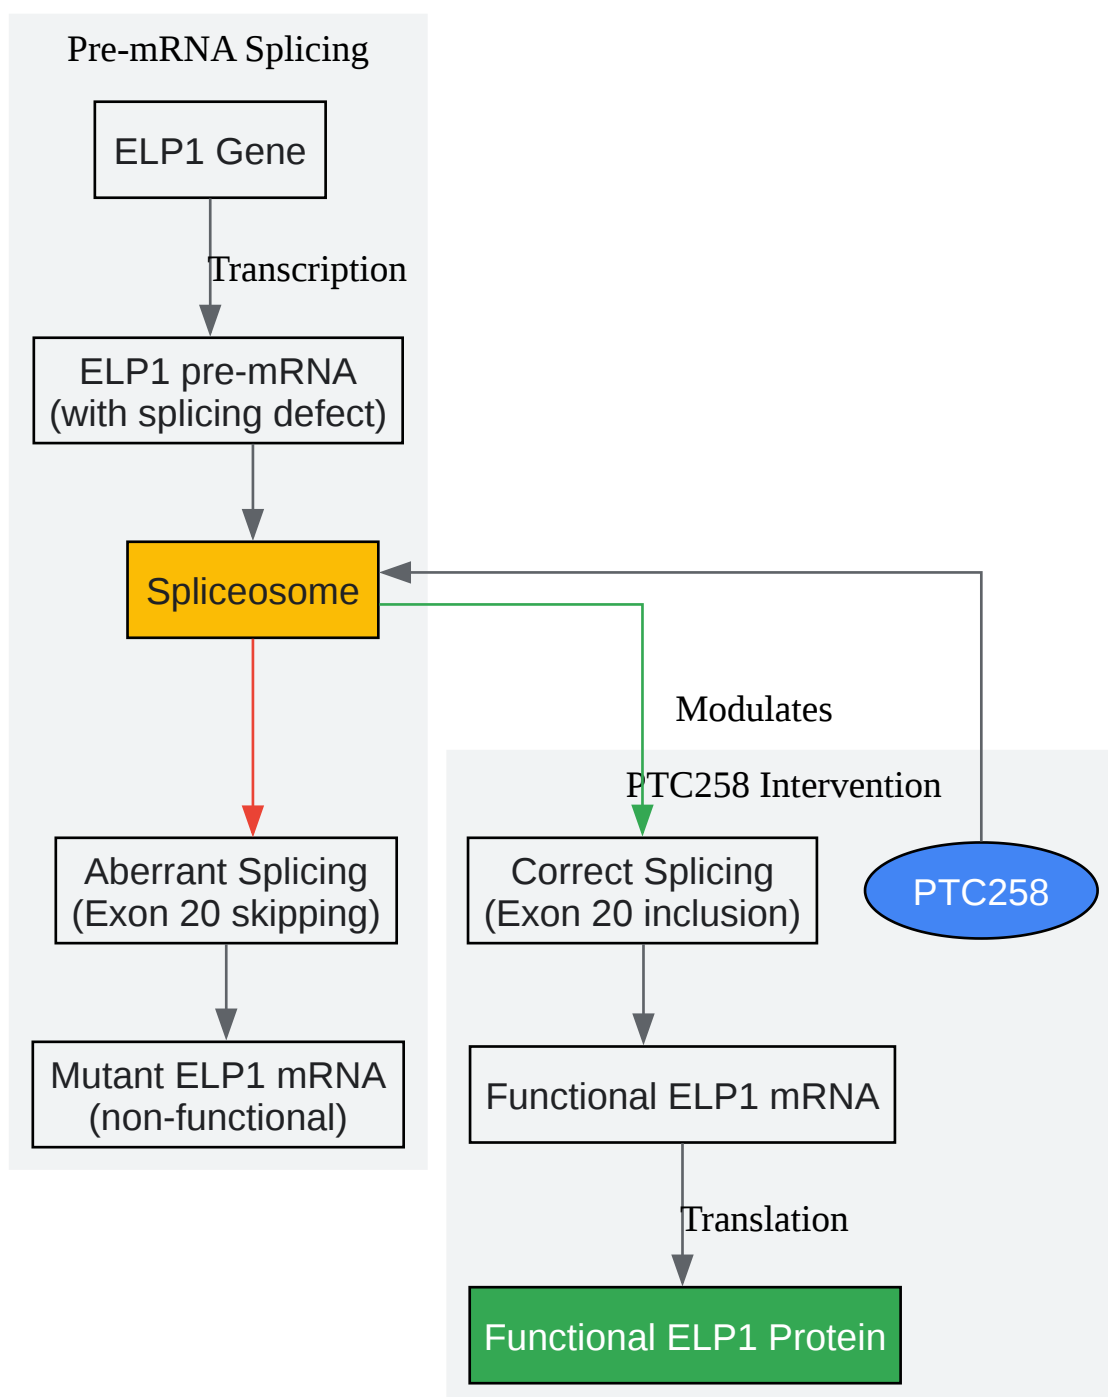 Pre-mRNA Splicing
ELP1 Gene
Transcription
ELP1 pre-mRNA
(with splicing defect)
Spliceosome
Modulates
PTC258 Intervention
Aberrant Splicing
(Exon 20 skipping)
Correct Splicing
(Exon 20 inclusion)
PTC258
Mutant ELP1 mRNA
(non-functional)
Functional ELP1 mRNA
Translation
Functional ELP1 Protein